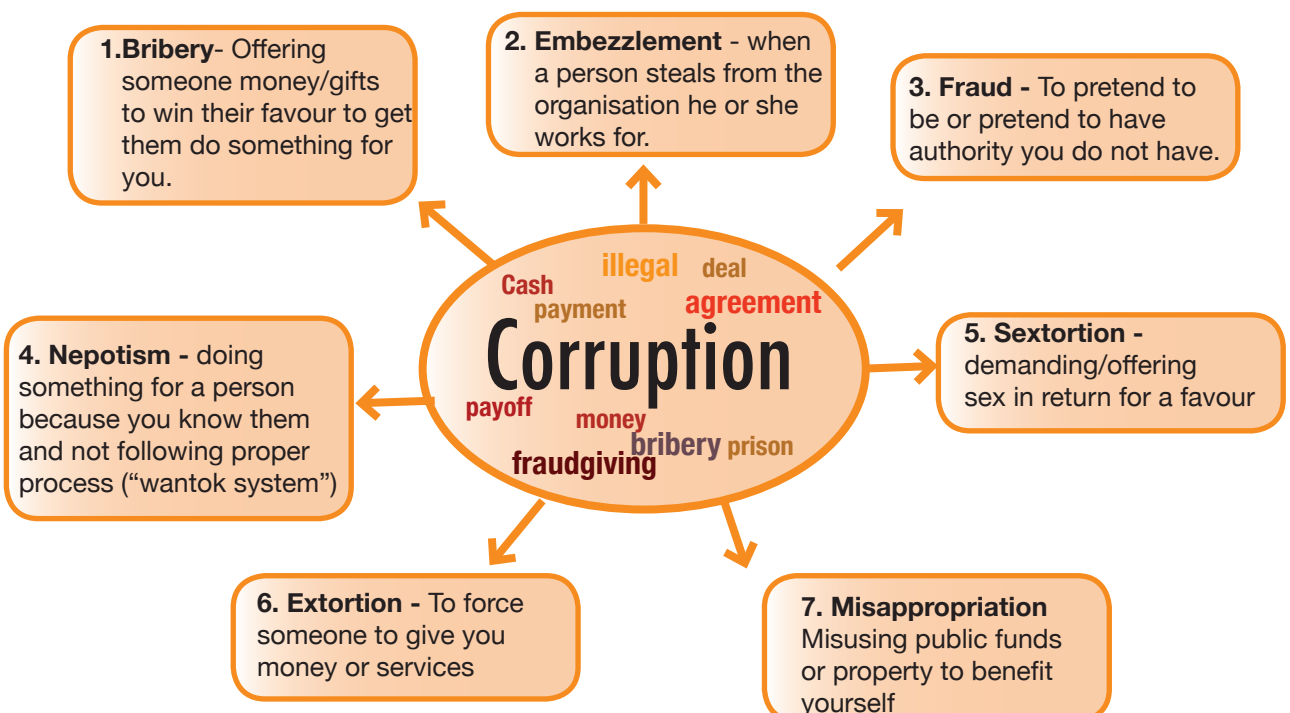 1.Bribery- Offering
someone money/gifts
to win their favour to get
them do something for
you.
2. Embezzlement - when
a person steals from the
organisation he or she
works for.
3. Fraud - To pretend to
be or pretend to have
authority you do not have.
4. Nepotism - doing
something for a person
because you know them
and not following proper
process (“wantok system”)
illegal deal
Cash
payment agreement
Corruption
payoff money
bribery prison
fraudgiving
5. Sextortion -
demanding/offering
sex in return for a favour
6. Extortion - To force
someone to give you
money or services
7. Misappropriation
Misusing public funds
or property to benefit
yourself